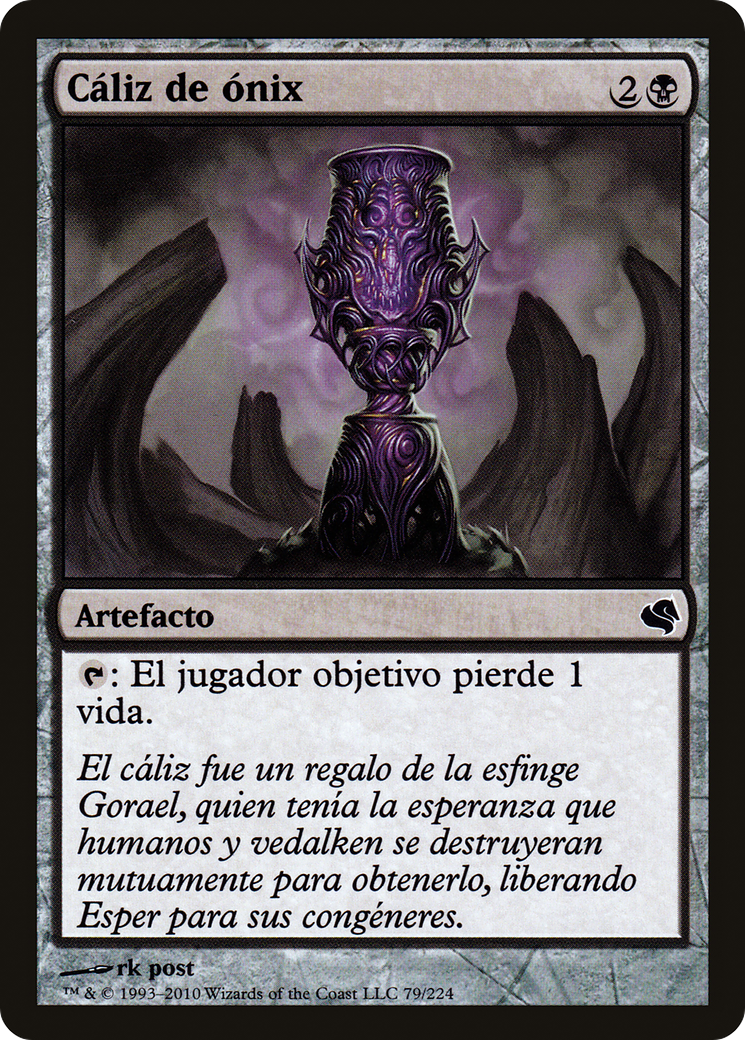 Cáliz de ónix 2
Artefacto
: El jugador objetivo pierde 1
vida.
El cáliz fue un regalo de la esfinge
Gorael, quien tenía la esperanza que
humanos y vedalken se destruyeran
mutuamente para obtenerlo, liberando
Esper para sus congéneres.
rk post
™ & © 1993–2010 Wizards of the Coast LLC 79/224